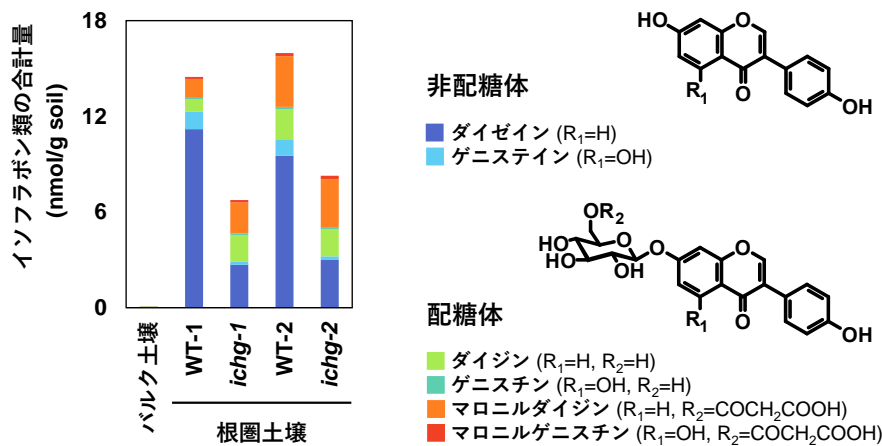 イソフラボン類の合計量
(nmol/g soil)
18
12
6
0
バルク土壌
WT-1
ichg-1
WT-2
ichg-2
根圏土壌
非配糖体
ダイゼイン (R₁=H)
ゲニステイン (R₁=OH)
HO
O
R₁
O
OH
配糖体
OR₂
HO
HO
O
OH
O
O
R₁
O
OH
ダイジン (R₁=H, R₂=H)
ゲニスチン (R₁=OH, R₂=H)
マロニルダイジン (R₁=H, R₂=COCH₂COOH)
マロニルゲニスチン (R₁=OH, R₂=COCH₂COOH)